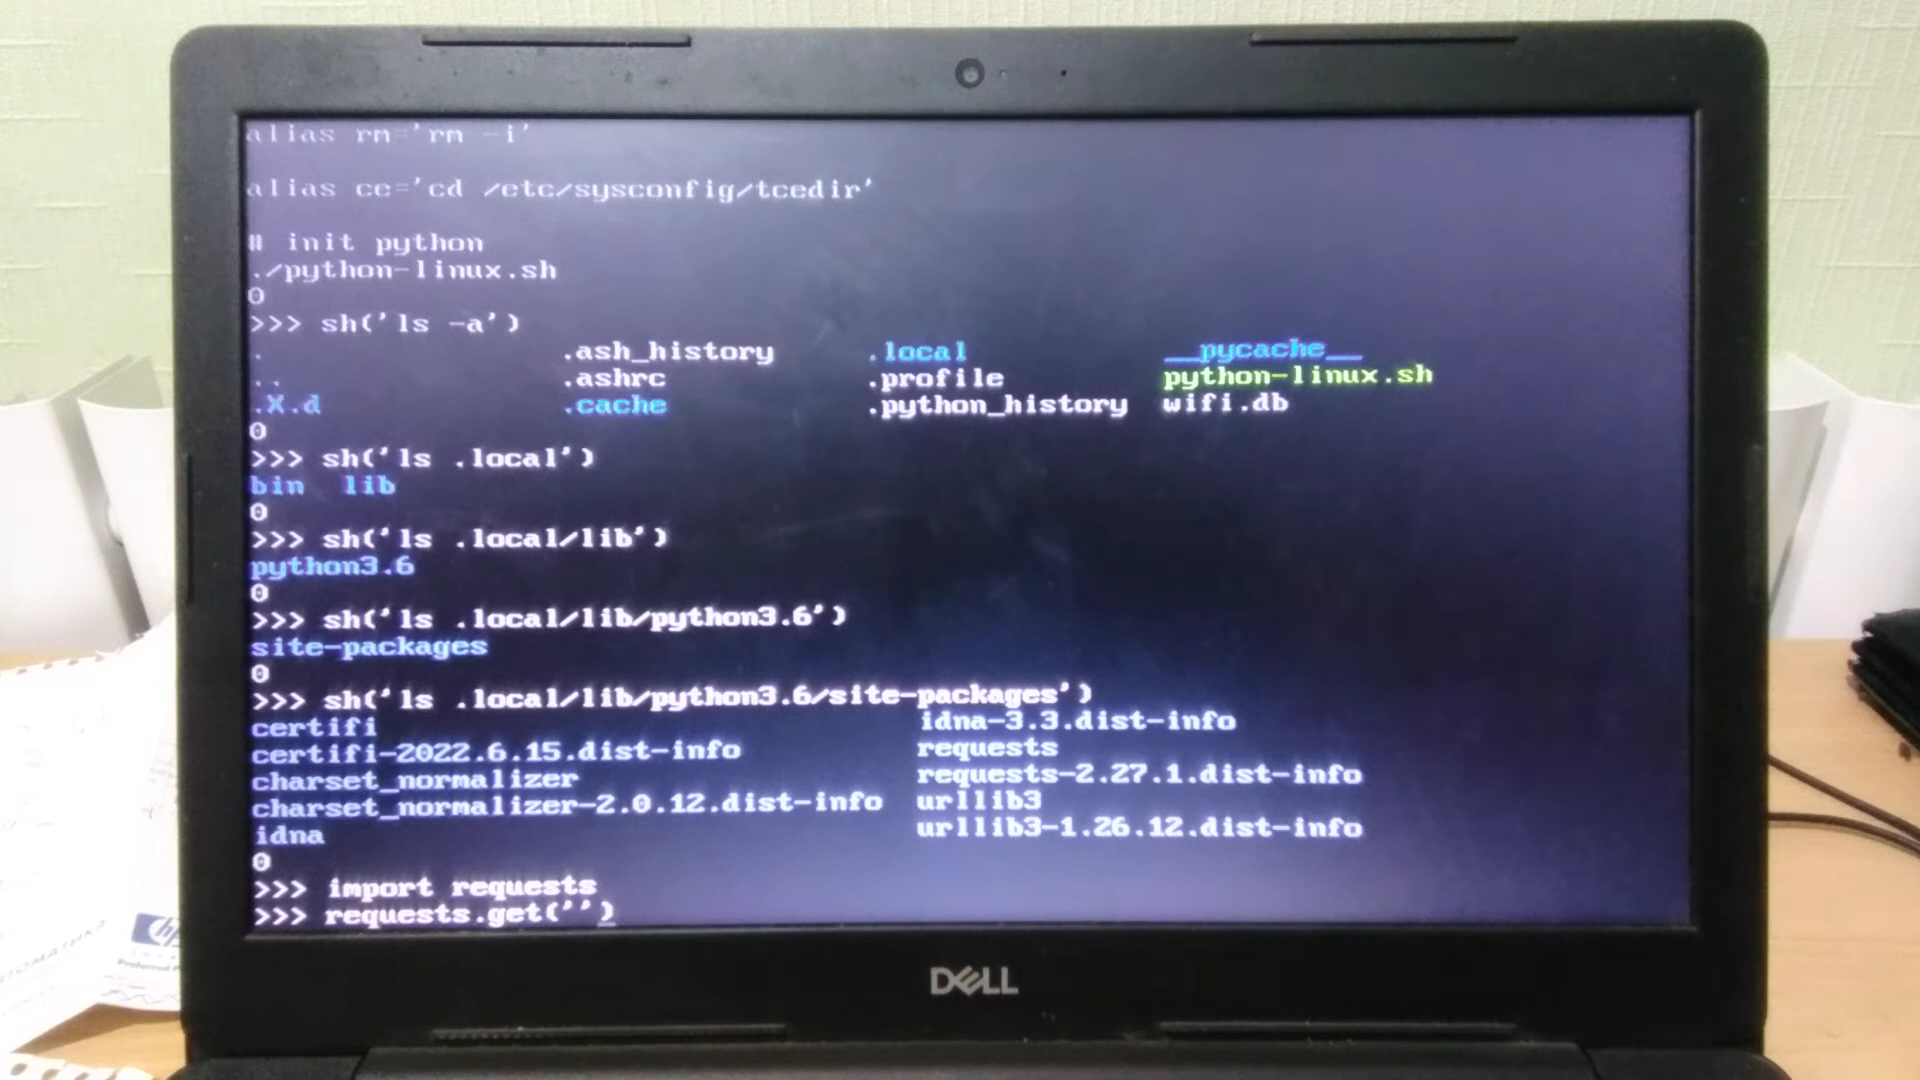 alias rm='rm -i'
alias ce='cd /etc/sysconfig/tcedir'
# init python
./python-linux.sh
0
>>> sh('ls -a')
. .ash_history .local __pycache__
.. .ashrc .profile python-linux.sh
.X.d .cache .python_history wifi.db
0
>>> sh('ls .local')
bin lib
0
>>> sh('ls .local/lib')
python3.6
0
>>> sh('ls .local/lib/python3.6')
site-packages
0
>>> sh('ls .local/lib/python3.6/site-packages')
certifi idna-3.3.dist-info
certifi-2022.6.15.dist-info requests
charset_normalizer requests-2.27.1.dist-info
charset_normalizer-2.0.12.dist-info urllib3
idna urllib3-1.26.12.dist-info
0
>>> import requests
>>> requests.get('')
DELL
hp
Preferred